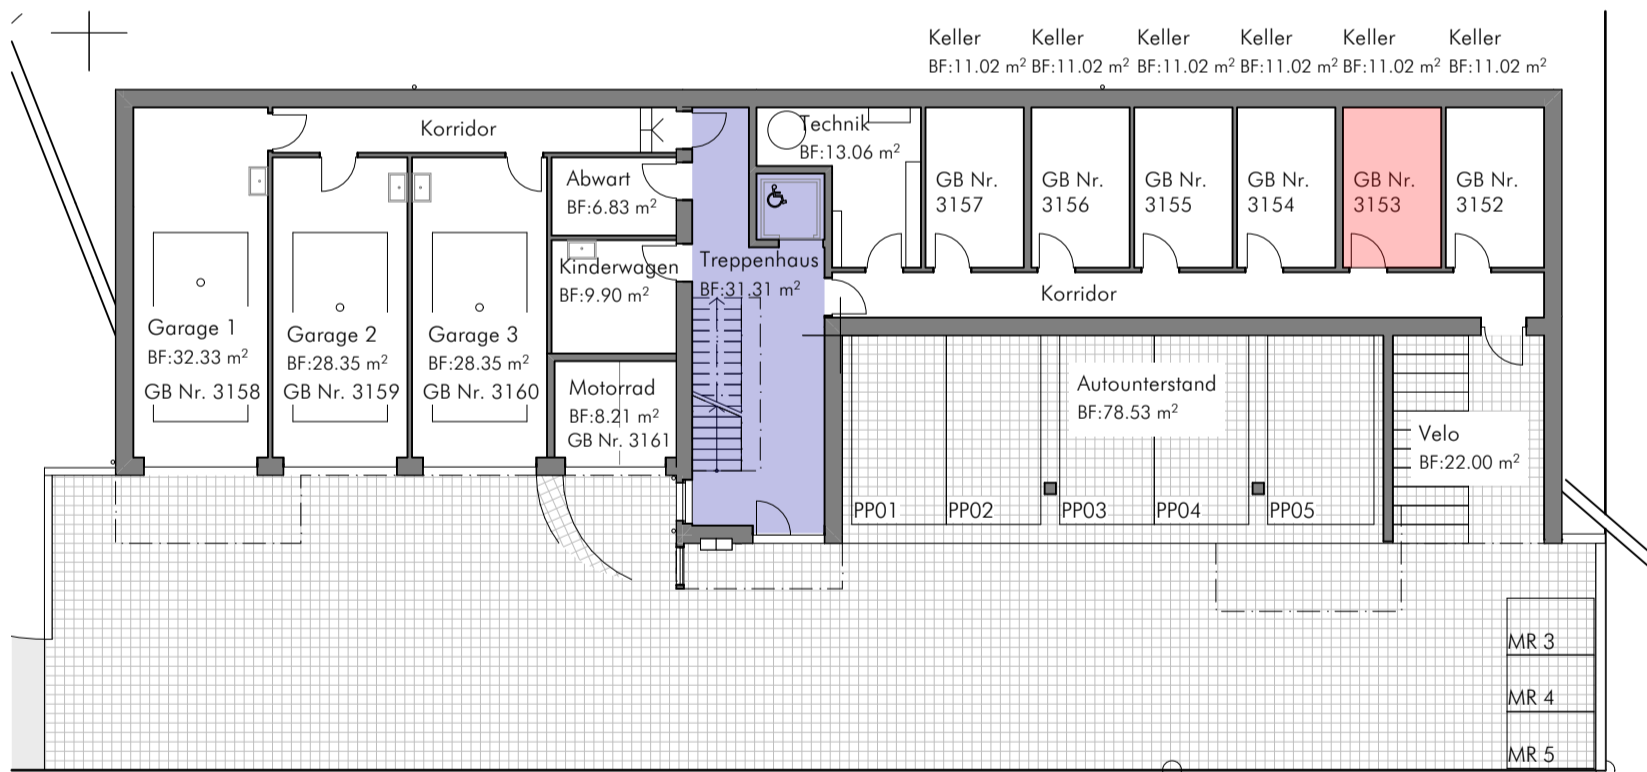 Keller
BF:11.02 m²
Keller
BF:11.02 m²
Keller
BF:11.02 m²
Keller
BF:11.02 m²
Keller
BF:11.02 m²
Keller
BF:11.02 m²
Korridor
Technik
BF:13.06 m²
Abwart
BF:6.83 m²
GB Nr.
3157
GB Nr.
3156
GB Nr.
3155
GB Nr.
3154
GB Nr.
3153
GB Nr.
3152
Kinderwagen
BF:9.90 m²
Treppenhaus
BF:31.31 m²
Korridor
Garage 1
BF:32.33 m²
GB Nr. 3158
Garage 2
BF:28.35 m²
GB Nr. 3159
Garage 3
BF:28.35 m²
GB Nr. 3160
Motorrad
BF:8.21 m²
GB Nr. 3161
Autounterstand
BF:78.53 m²
Velo
BF:22.00 m²
PP01
PP02
PP03
PP04
PP05
MR 3
MR 4
MR 5